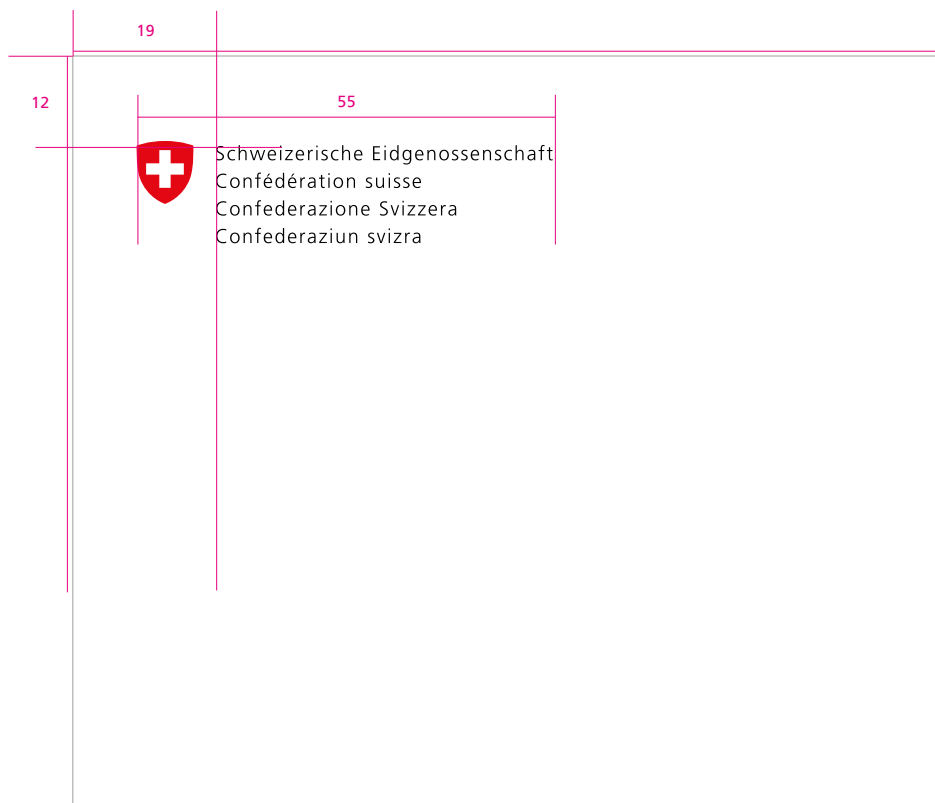 19
12
55
Schweizerische Eidgenossenschaft
Confédération suisse
Confederazione Svizzera
Confederaziun svizra